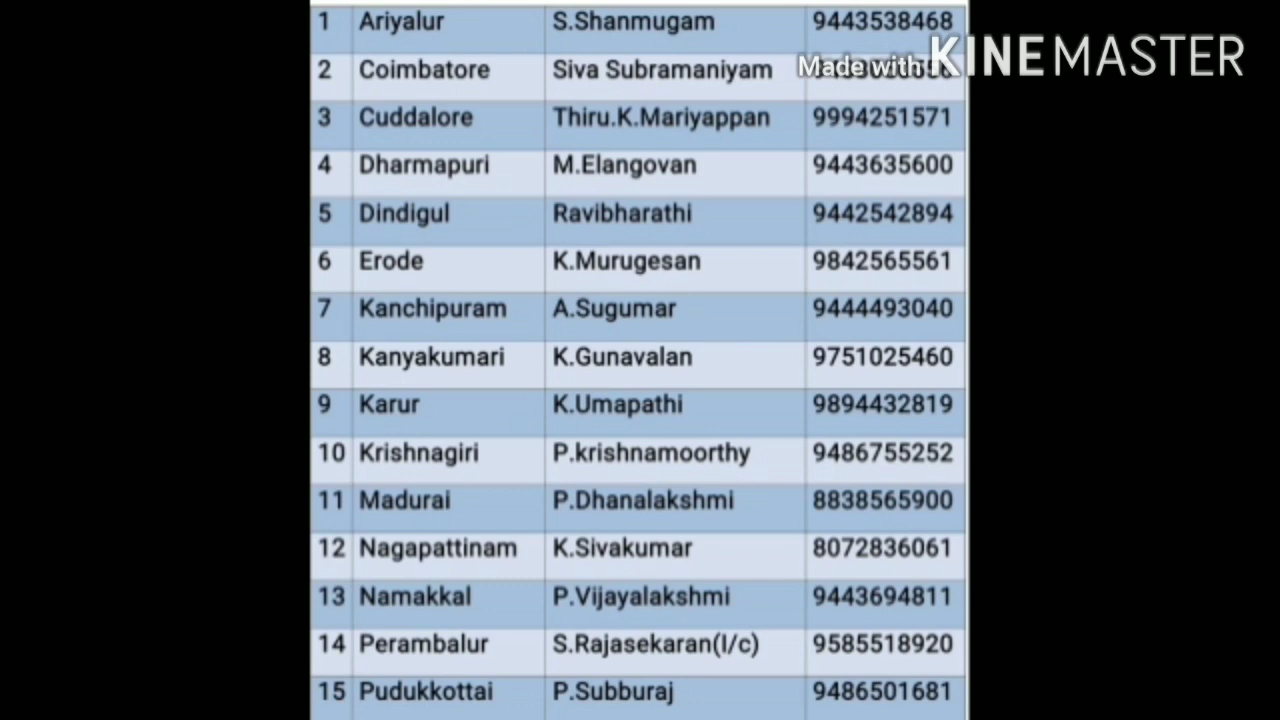 1 Ariyalur S.Shanmugam 9443538468
2 Coimbatore Siva Subramaniyam
Made with KINEMASTER
3 Cuddalore Thiru.K.Mariyappan 9994251571
4 Dharmapuri M.Elangovan 9443635600
5 Dindigul Ravibharathi 9442542894
6 Erode K.Murugesan 9842565561
7 Kanchipuram A.Sugumar 9444493040
8 Kanyakumari K.Gunavalan 9751025460
9 Karur K.Umapathi 9894432819
10 Krishnagiri P.krishnamoorthy 9486755252
11 Madurai P.Dhanalakshmi 8838565900
12 Nagapattinam K.Sivakumar 8072836061
13 Namakkal P.Vijayalakshmi 9443694811
14 Perambalur S.Rajasekaran(I/c) 9585518920
15 Pudukkottai P.Subburaj 9486501681